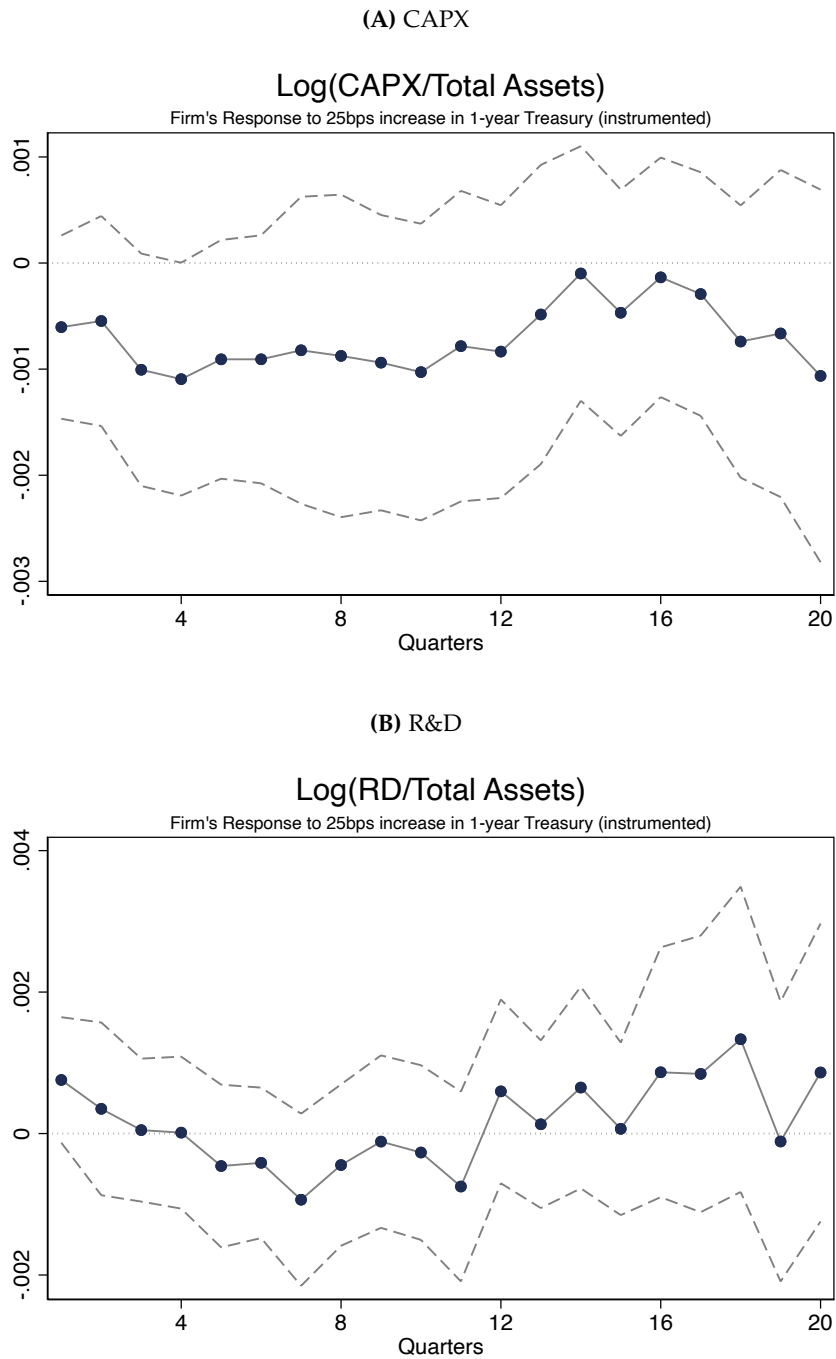 (A) CAPX
Log(CAPX/Total Assets)
Firm's Response to 25bps increase in 1-year Treasury (instrumented)
.001
0
-.001
-.002
-.003
4 8 12 16 20
Quarters
(B) R&D
Log(RD/Total Assets)
Firm's Response to 25bps increase in 1-year Treasury (instrumented)
.004
.002
0
-.002
4 8 12 16 20
Quarters